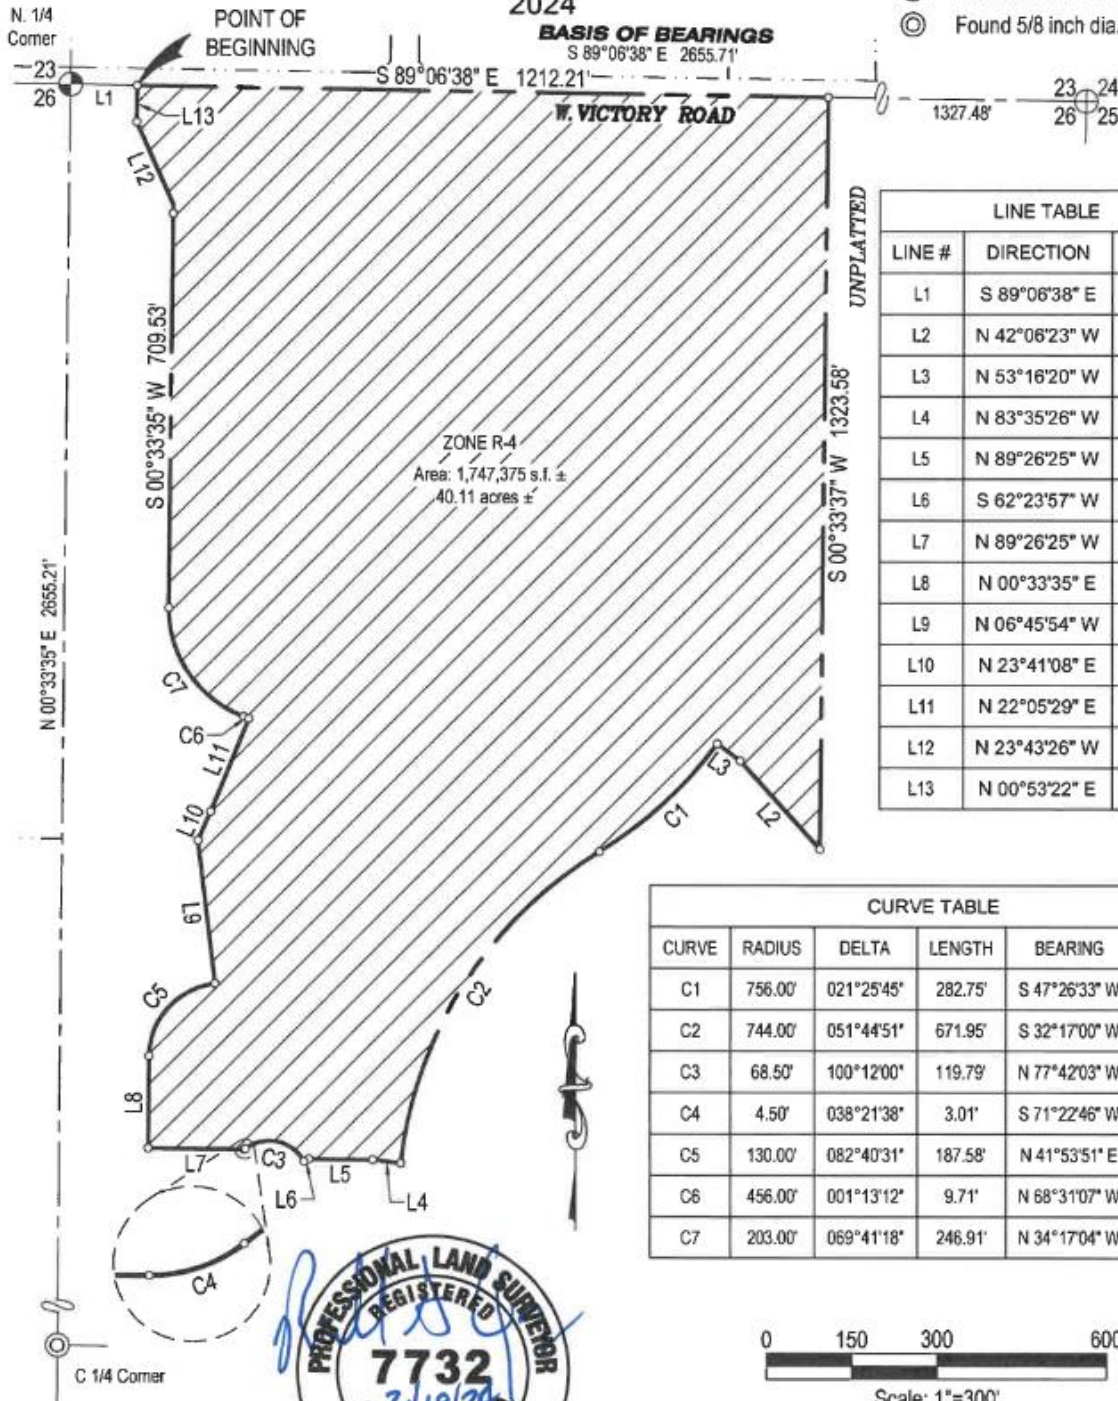 2024
N. 1/4
Corner
POINT OF
BEGINNING
BASIS OF BEARINGS
S 89°06'38" E 2655.71'
S 89°06'38" E 1212.21'
W. VICTORY ROAD
Found 5/8 inch dia.
23
26
L1
L13
L12
1327.48'
23 24
26 25
UNPLATTED
S 00°33'35" W 709.53'
S 00°33'37" W 1323.58'
N 00°33'35" E 2655.21'
ZONE R-4
Area: 1,747,375 s.f. ±
40.11 acres ±
C7
C6
L11
L10
L9
C5
L8
L7
C3
L6
L5
L4
C4
C2
C1
L3
L2
LINE TABLE
LINE # DIRECTION
L1 S 89°06'38" E
L2 N 42°06'23" W
L3 N 53°16'20" W
L4 N 83°35'26" W
L5 N 89°26'25" W
L6 S 62°23'57" W
L7 N 89°26'25" W
L8 N 00°33'35" E
L9 N 06°45'54" W
L10 N 23°41'08" E
L11 N 22°05'29" E
L12 N 23°43'26" W
L13 N 00°53'22" E
CURVE TABLE
CURVE RADIUS DELTA LENGTH BEARING
C1 756.00' 021°25'45" 282.75' S 47°26'33" W
C2 744.00' 051°44'51" 671.95' S 32°17'00" W
C3 68.50' 100°12'00" 119.79' N 77°42'03" W
C4 4.50' 038°21'38" 3.01' S 71°22'46" W
C5 130.00' 082°40'31" 187.58' N 41°53'51" E
C6 456.00' 001°13'12" 9.71' N 68°31'07" W
C7 203.00' 069°41'18" 246.91' N 34°17'04" W
C 1/4 Corner
PROFESSIONAL LAND SURVEYOR
REGISTERED
7732
0 150 300 600
Scale: 1"=300'